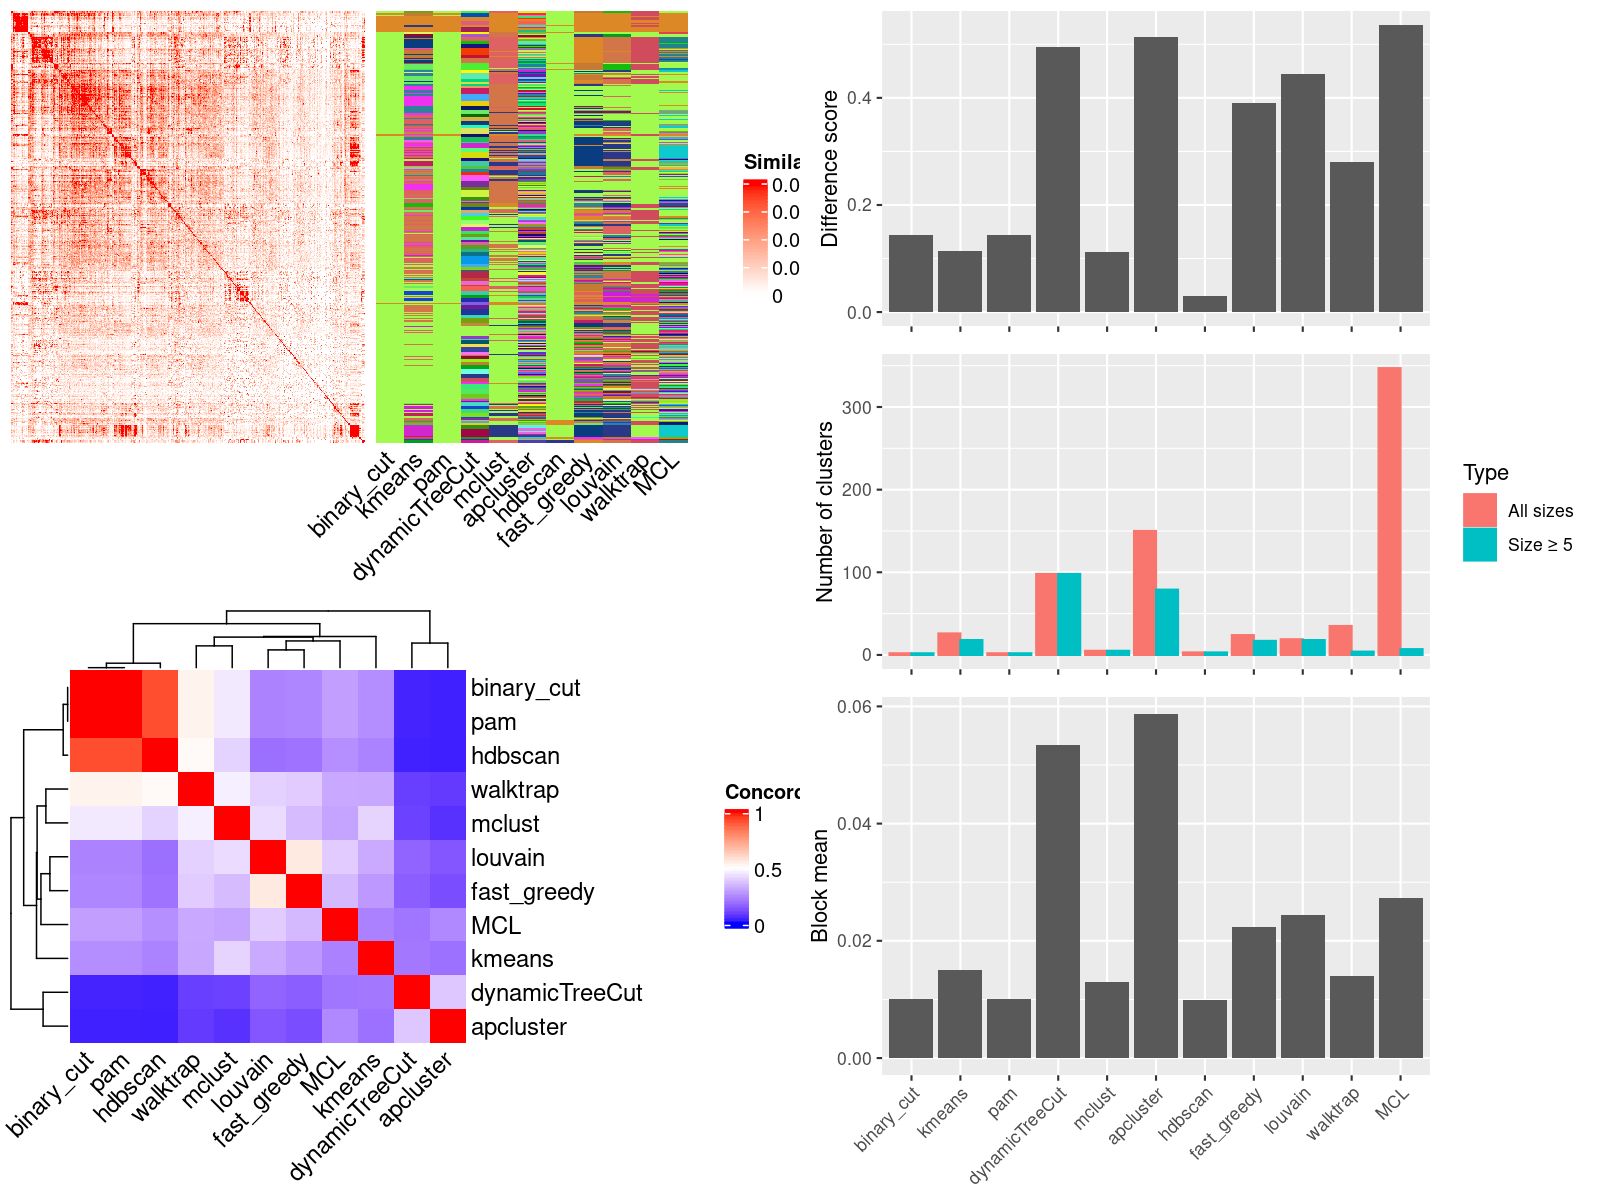 Simila
0.0
0.0
0.0
0.0
0
binary_cut
kmeans
pam
dynamicTreeCut
mclust
apcluster
hdbscan
fast_greedy
louvain
walktrap
MCL
binary_cut
pam
hdbscan
walktrap
mclust
louvain
fast_greedy
MCL
kmeans
dynamicTreeCut
apcluster
binary_cut
pam
hdbscan
walktrap
mclust
louvain
fast_greedy
MCL
kmeans
dynamicTreeCut
apcluster
Concord
1
0.5
0
Difference score
0.4
0.2
0.0
Number of clusters
300
200
100
0
Type
All sizes
Size ≥ 5
Block mean
0.06
0.04
0.02
0.00
binary_cut
kmeans
pam
dynamicTreeCut
mclust
apcluster
hdbscan
fast_greedy
louvain
walktrap
MCL